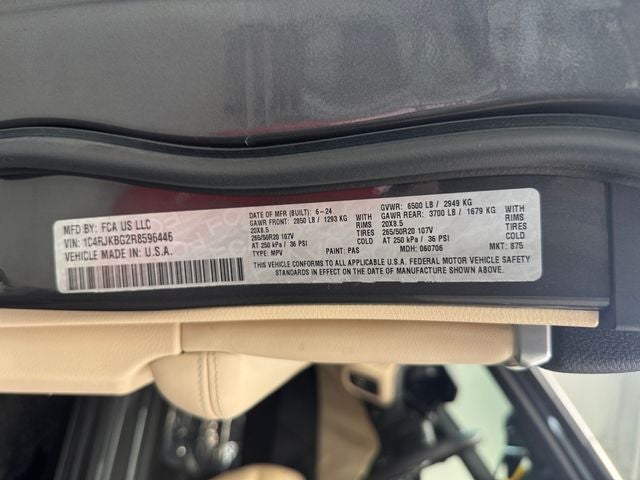 MFD BY: FCA US LLC
VIN: 1C4RJKBG2R8596446
VEHICLE MADE IN: U.S.A.
DATE OF MFR (BUILT): 6-24
GAWR FRONT: 2850 LB / 1293 KG WITH
20X8.5 RIMS
265/50R20 107V TIRES
AT 250 kPa / 36 PSI COLD
TYPE: MPV PAINT: PAS
GVWR: 6500 LB / 2949 KG
GAWR REAR: 3700 LB / 1679 KG WITH
20X8.5 RIMS
265/50R20 107V TIRES
AT 250 kPa / 36 PSI COLD
MDH: 060706 MKT: 875
THIS VEHICLE CONFORMS TO ALL APPLICABLE U.S.A. FEDERAL MOTOR VEHICLE SAFETY
STANDARDS IN EFFECT ON THE DATE OF MANUFACTURE SHOWN ABOVE.